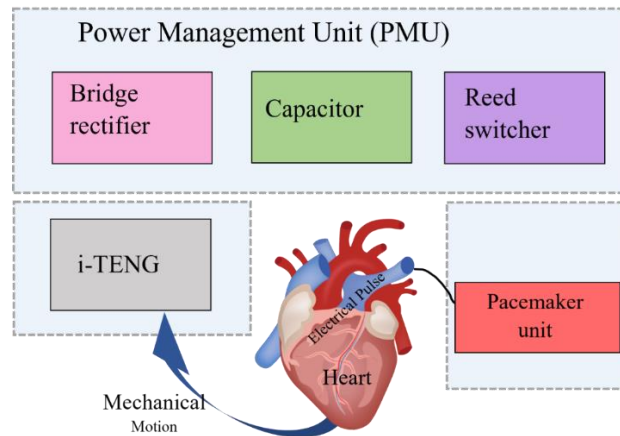 Power Management Unit (PMU)
Bridge
rectifier
Capacitor
Reed
switcher
i-TENG
Electrical Pulse
Heart
Pacemaker
unit
Mechanical
Motion